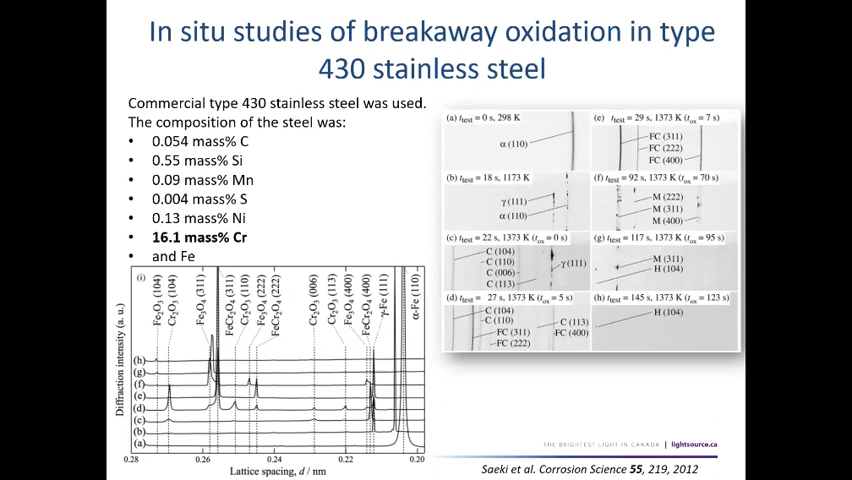 In situ studies of breakaway oxidation in type
430 stainless steel
Commercial type 430 stainless steel was used.
The composition of the steel was:
• 0.054 mass% C
• 0.55 mass% Si
• 0.09 mass% Mn
• 0.004 mass% S
• 0.13 mass% Ni
• 16.1 mass% Cr
• and Fe
(a) ttest = 0 s, 298 K
α (110)
(b) ttest = 18 s, 1173 K
γ (111)
α (110)
(c) ttest = 22 s, 1373 K (tox = 0 s)
C (104)
C (110)
C (006)
C (113)
γ (111)
(d) ttest = 27 s, 1373 K (tox = 5 s)
C (104)
C (110)
FC (311)
FC (222)
C (113)
FC (400)
(e) ttest = 29 s, 1373 K (tox = 7 s)
FC (311)
FC (222)
FC (400)
(f) ttest = 92 s, 1373 K (tox = 70 s)
M (222)
M (311)
M (400)
(g) ttest = 117 s, 1373 K (tox = 95 s)
M (311)
H (104)
(h) ttest = 145 s, 1373 K (tox = 123 s)
H (104)
(i)
Fe2O3 (104)
Cr2O3 (104)
Fe3O4 (311)
FeCr2O4 (311)
Cr2O3 (110)
Fe3O4 (222)
FeCr2O4 (222)
Cr2O3 (006)
Cr2O3 (113)
Fe3O4 (400)
FeCr2O4 (400)
γ-Fe (111)
α-Fe (110)
Diffraction intensity (a. u.)
(h)
(g)
(f)
(e)
(d)
(c)
(b)
(a)
0.28 0.26 0.24 0.22 0.20
Lattice spacing, d / nm
THE BRIGHTEST LIGHT IN CANADA | lightsource.ca
Saeki et al. Corrosion Science 55, 219, 2012